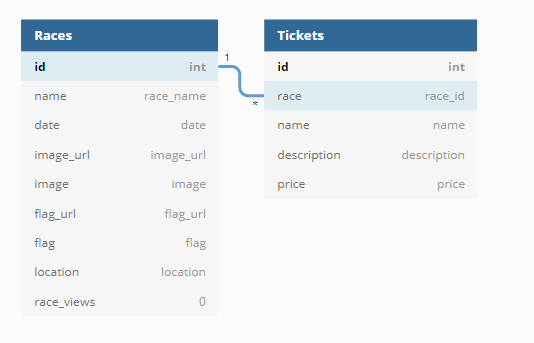 Races
id int
name race_name
date date
image_url image_url
image image
flag_url flag_url
flag flag
location location
race_views 0
1
*
Tickets
id int
race race_id
name name
description description
price price